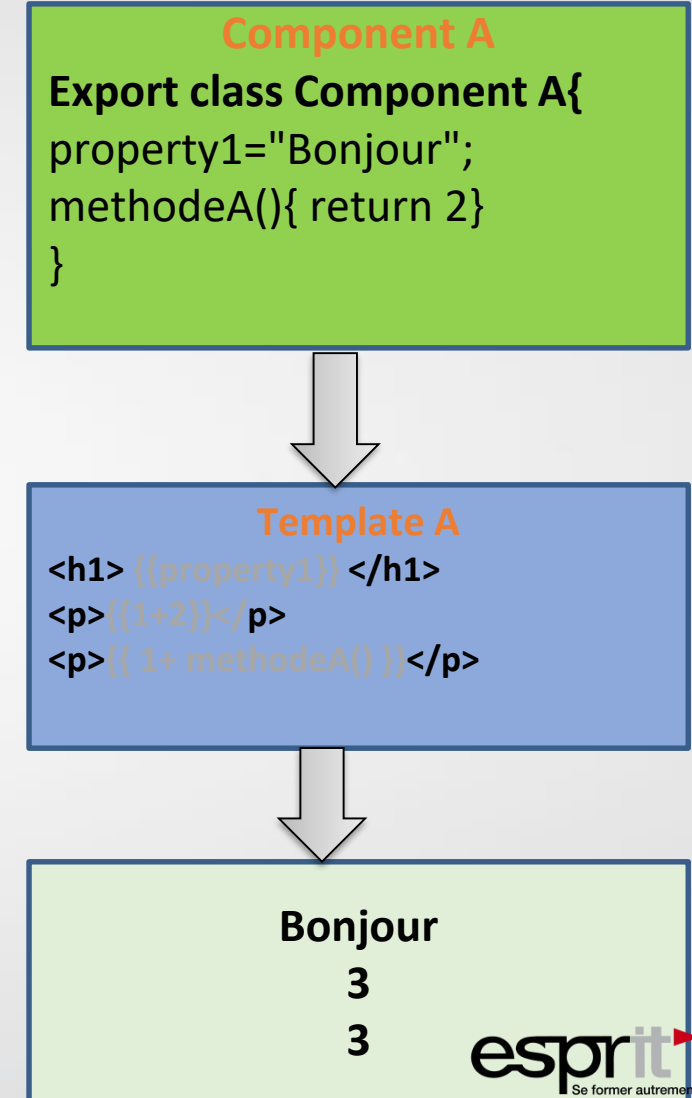 Component A
Export class Component A{
property1="Bonjour";
methodeA(){ return 2}
}
Template A
<h1> {{property1}} </h1>
<p>{{1+2}}</p>
<p>{{ 1+ methodeA() }}</p>
Bonjour
3
3
esprit
Se former autremen